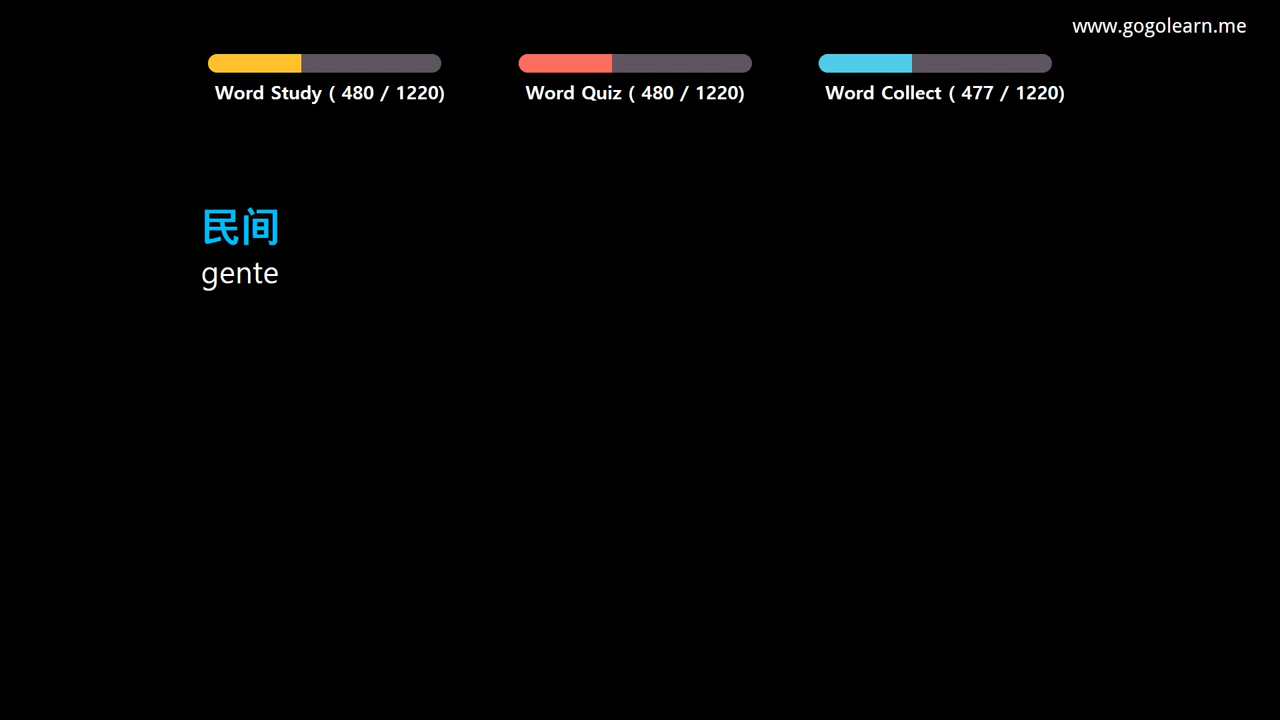 www.gogolearn.me
Word Study ( 480 / 1220)
Word Quiz ( 480 / 1220)
Word Collect ( 477 / 1220)
民间
gente